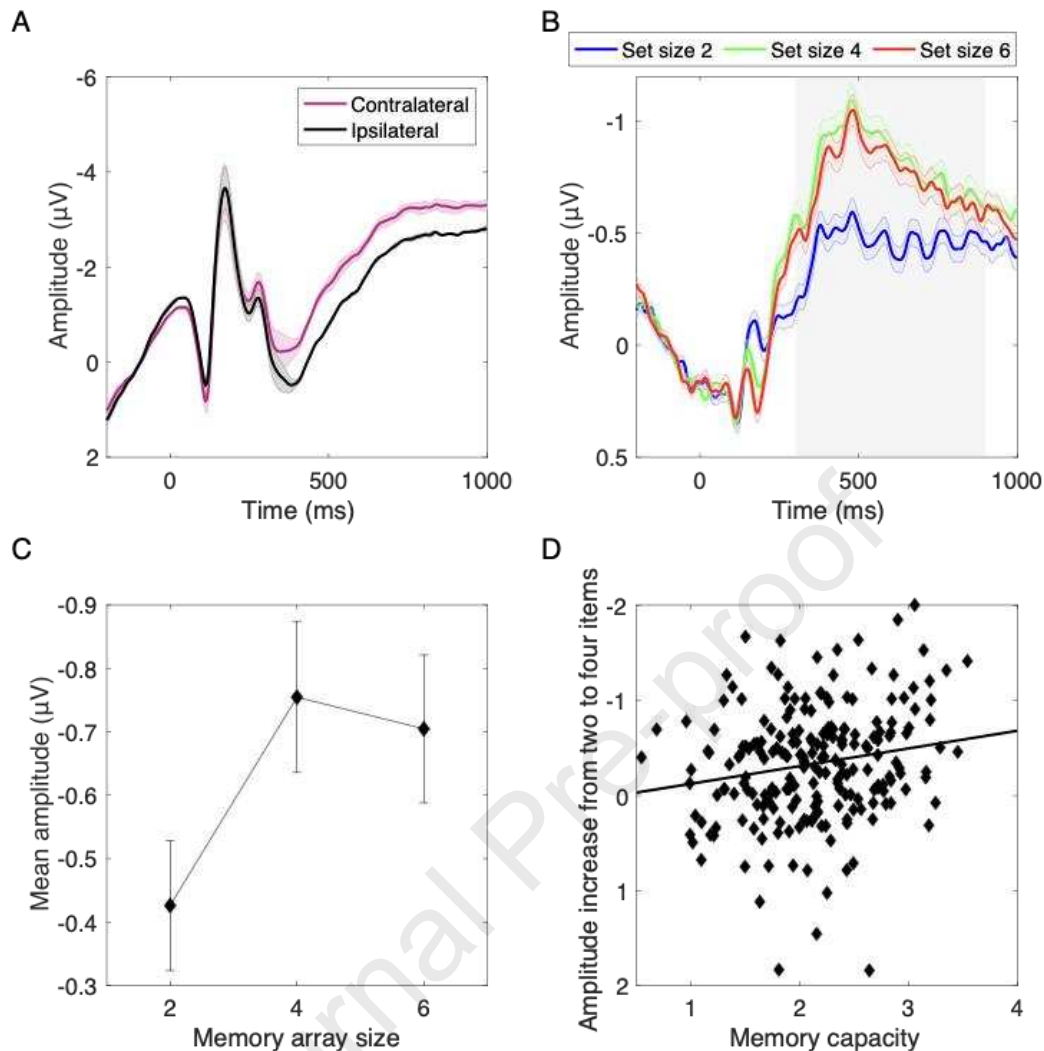 A
Contralateral
Ipsilateral
-6
-4
-2
0
2
Amplitude (µV)
0
500
1000
Time (ms)
B
Set size 2
Set size 4
Set size 6
-1
-0.5
0
0.5
Amplitude (µV)
0
500
1000
Time (ms)
C
-0.9
-0.8
-0.7
-0.6
-0.5
-0.4
-0.3
Mean amplitude (µV)
2
4
6
Memory array size
D
-2
-1
0
1
2
Amplitude increase from two to four items
1
2
3
4
Memory capacity
rnal Pre-proof